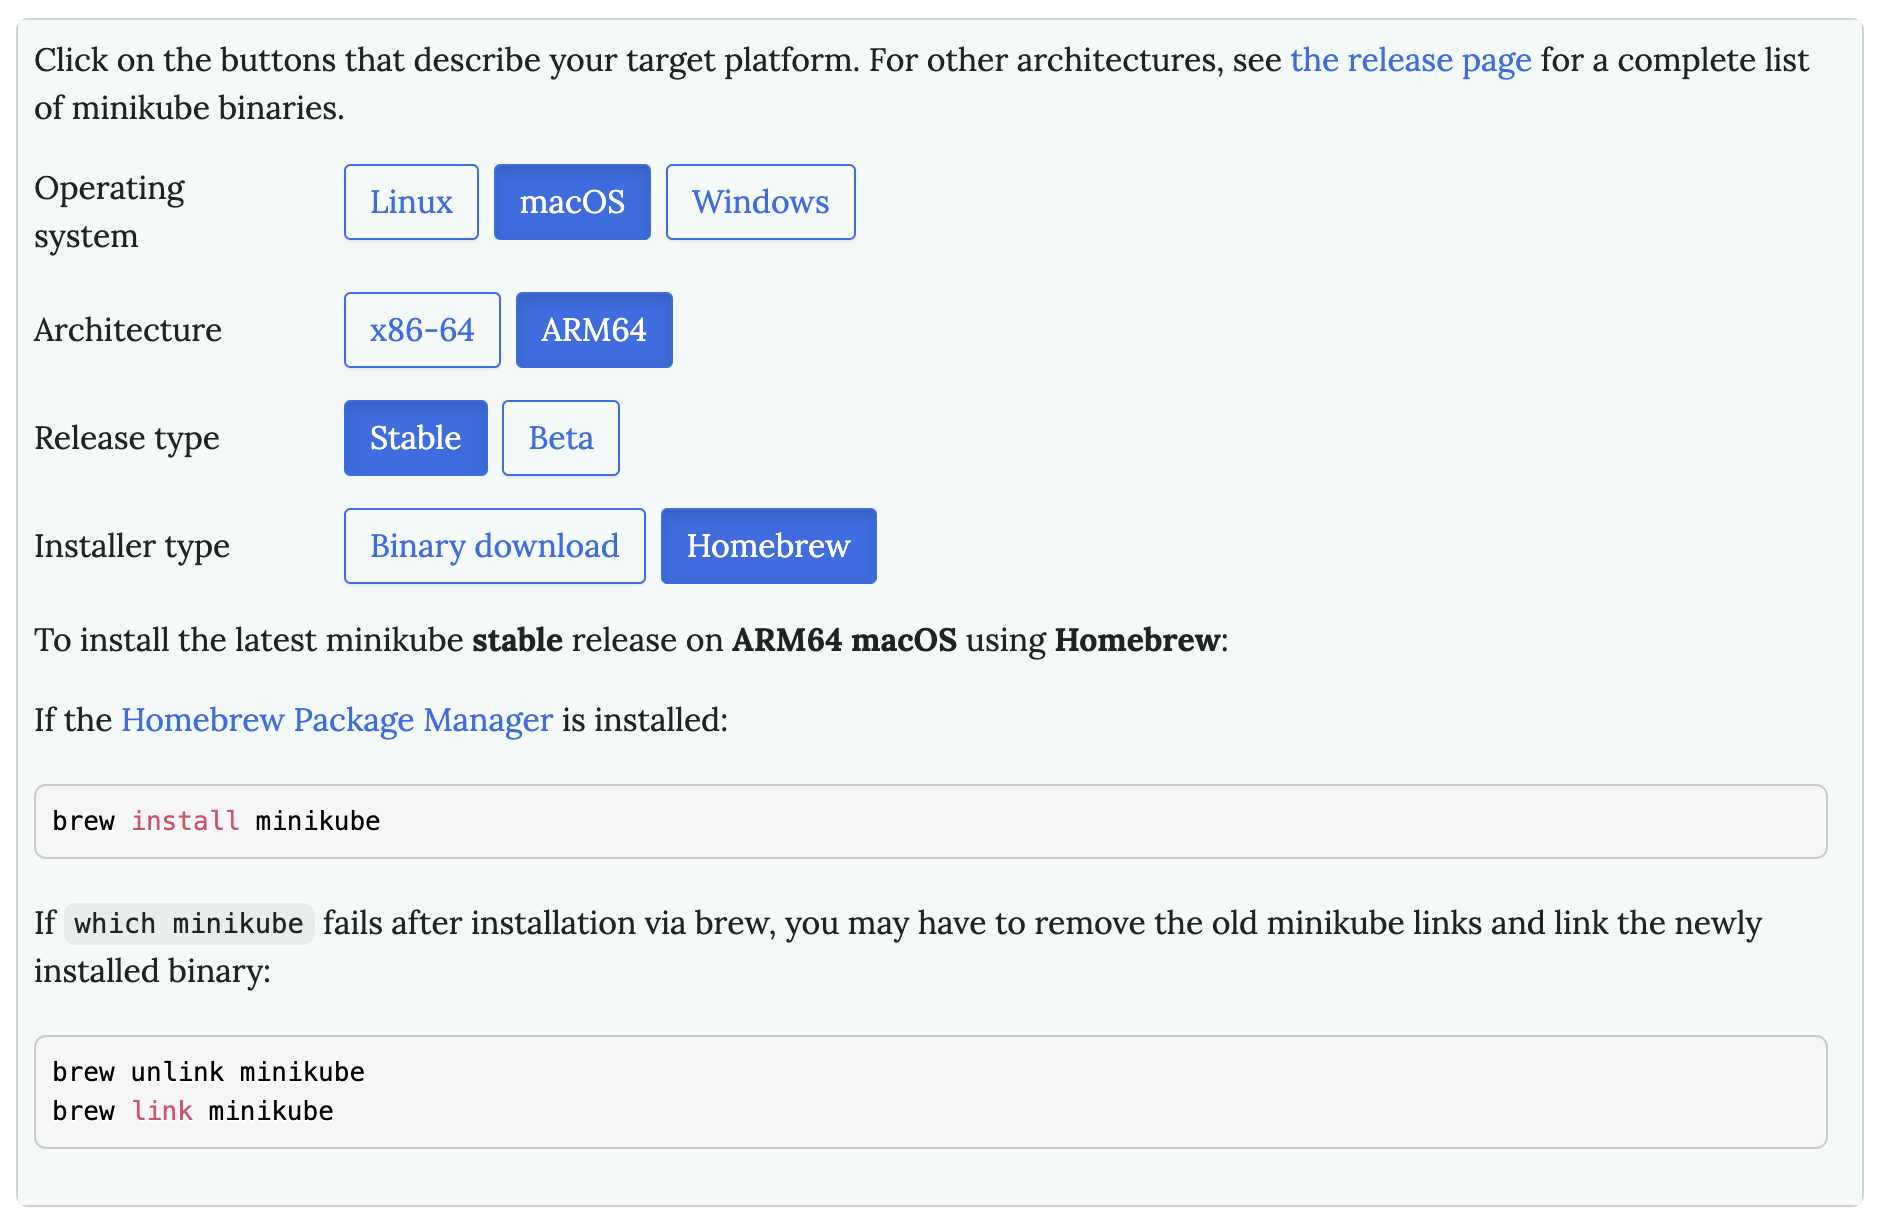 Click on the buttons that describe your target platform. For other architectures, see the release page for a complete list
of minikube binaries.
Operating
system
Linux macOS Windows
Architecture x86-64 ARM64
Release type Stable Beta
Installer type Binary download Homebrew
To install the latest minikube stable release on ARM64 macOS using Homebrew:
If the Homebrew Package Manager is installed:
brew install minikube
If which minikube fails after installation via brew, you may have to remove the old minikube links and link the newly
installed binary:
brew unlink minikube
brew link minikube